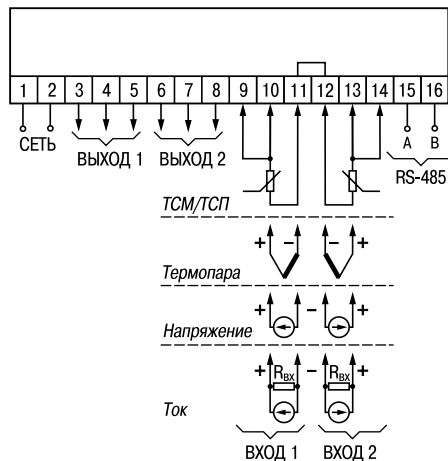 1 2 3 4 5 6 7 8 9 10 11 12 13 14 15 16
СЕТЬ
ВЫХОД 1
ВЫХОД 2
A B
RS-485
ТСМ/ТСП
+ − − +
Термопара
+ − +
Напряжение
+ Rвх − Rвх +
Ток
ВХОД 1 ВХОД 2